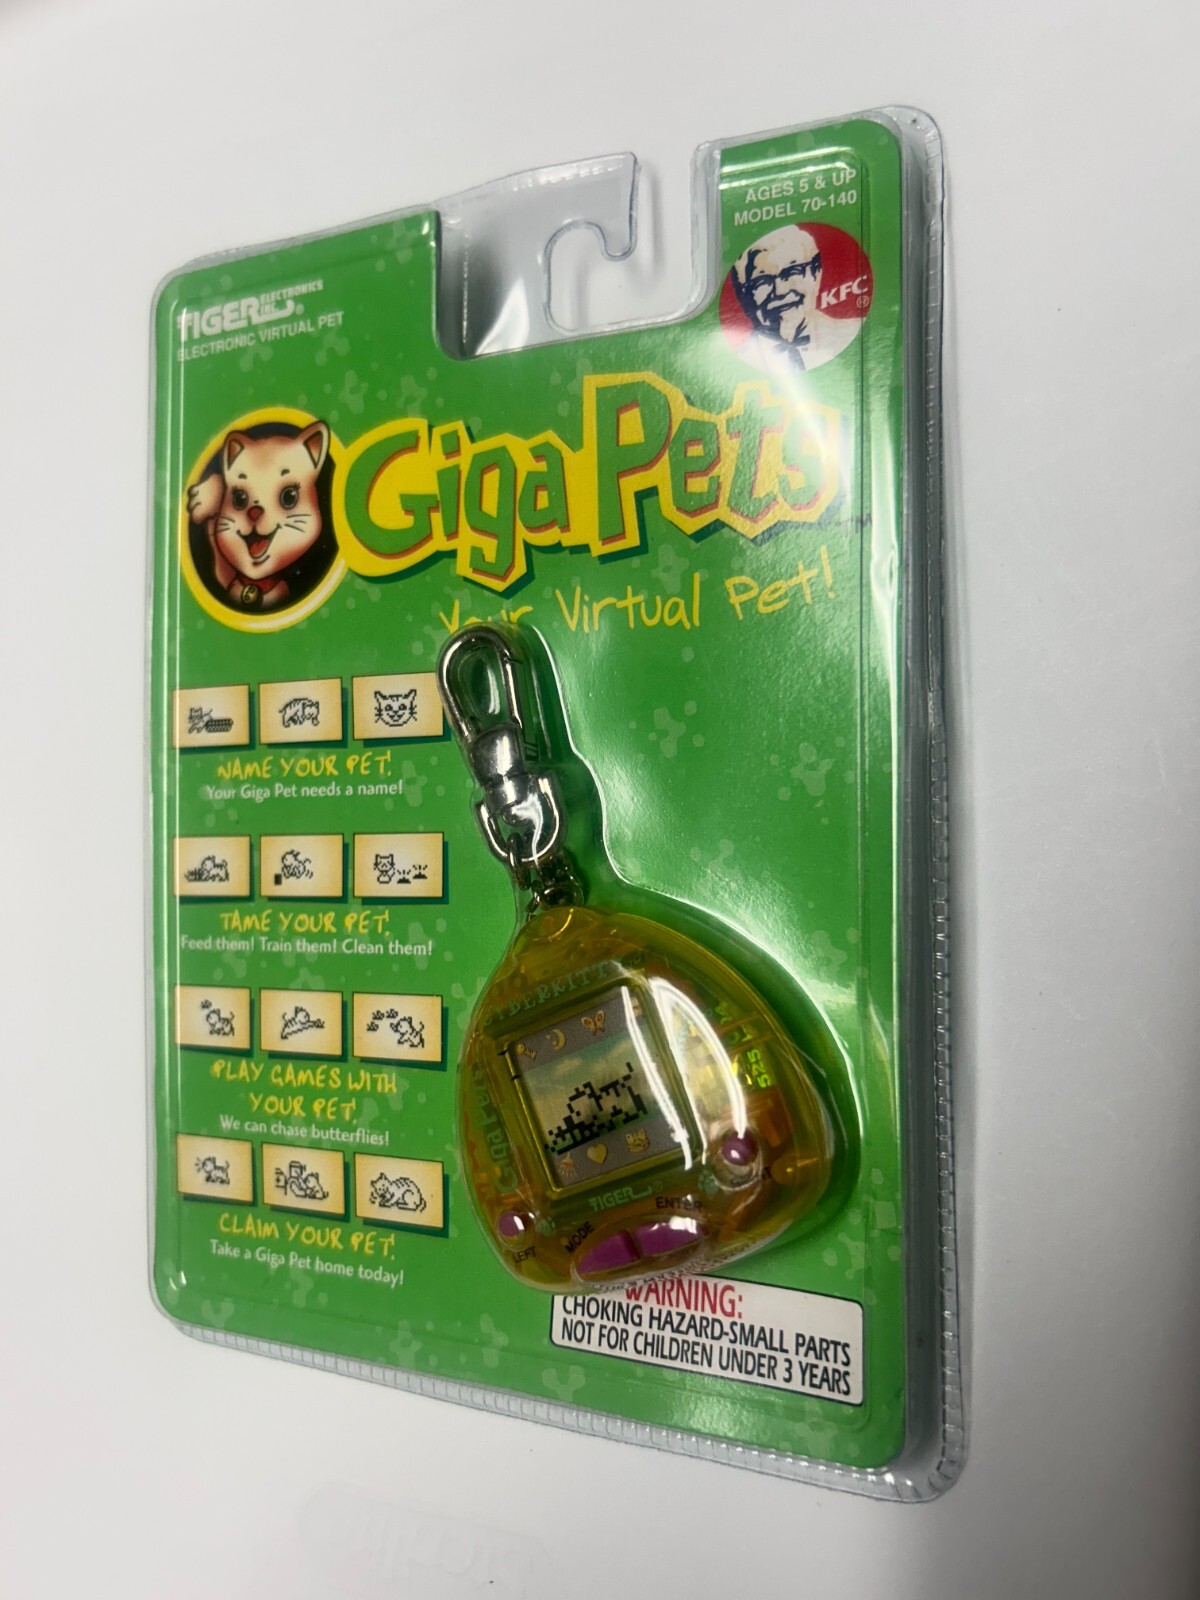 AGES 5 & UP
MODEL 70-140
KFC®
TIGER ELECTRONICS INC.®
ELECTRONIC VIRTUAL PET
Giga Pets™
Your Virtual Pet!
NAME YOUR PET!
Your Giga Pet needs a name!
TAME YOUR PET!
Feed them! Train them! Clean them!
PLAY GAMES WITH
YOUR PET!
We can chase butterflies!
CLAIM YOUR PET!
Take a Giga Pet home today!
Giga Pets
TIGER®
LEFT
MODE
ENTER
WARNING:
CHOKING HAZARD-SMALL PARTS
NOT FOR CHILDREN UNDER 3 YEARS